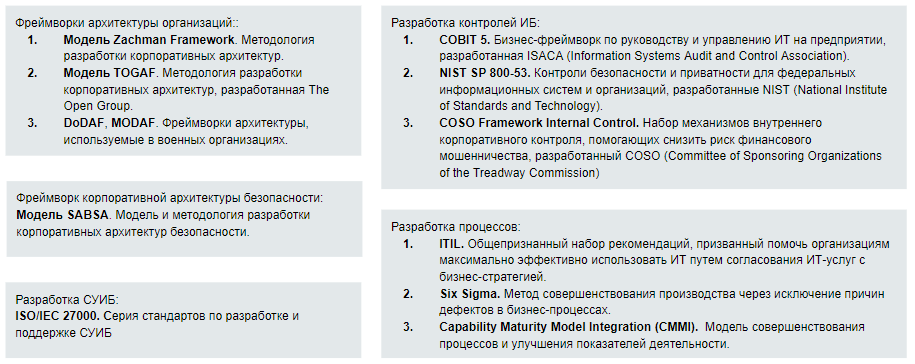 Фреймворки архитектуры организаций::
1. Модель Zachman Framework. Методология
разработки корпоративных архитектур.
2. Модель TOGAF. Методология разработки
корпоративных архитектур, разработанная The
Open Group.
3. DoDAF, MODAF. Фреймворки архитектуры,
используемые в военных организациях.
Фреймворк корпоративной архитектуры безопасности:
Модель SABSA. Модель и методология разработки
корпоративных архитектур безопасности.
Разработка СУИБ:
ISO/IEC 27000. Серия стандартов по разработке и
поддержке СУИБ
Разработка контролей ИБ:
1. COBIT 5. Бизнес-фреймворк по руководству и управлению ИТ на предприятии,
разработанная ISACA (Information Systems Audit and Control Association).
2. NIST SP 800-53. Контроли безопасности и приватности для федеральных
информационных систем и организаций, разработанные NIST (National Institute
of Standards and Technology).
3. COSO Framework Internal Control. Набор механизмов внутреннего
корпоративного контроля, помогающих снизить риск финансового
мошенничества, разработанный COSO (Committee of Sponsoring Organizations
of the Treadway Commission)
Разработка процессов:
1. ITIL. Общепризнанный набор рекомендаций, призванный помочь организациям
максимально эффективно использовать ИТ путем согласования ИТ-услуг с
бизнес-стратегией.
2. Six Sigma. Метод совершенствования производства через исключение причин
дефектов в бизнес-процессах.
3. Capability Maturity Model Integration (CMMI). Модель совершенствования
процессов и улучшения показателей деятельности.